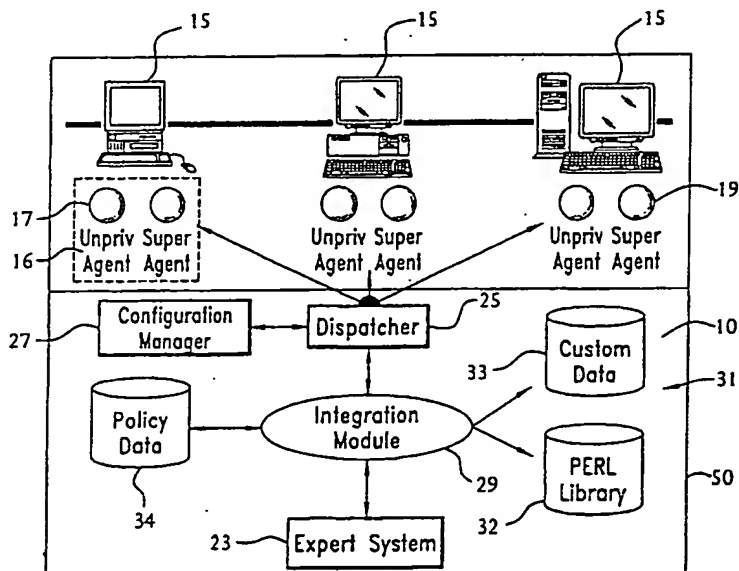 15
15
15
17
19
16
Unpriv Super
Agent Agent
Unpriv Super
Agent Agent
Unpriv Super
Agent Agent
27
Configuration
Manager
Dispatcher
25
10
33
Custom
Data
31
Policy
Data
Integration
Module
34
29
PERL
Library
32
50
23
Expert System